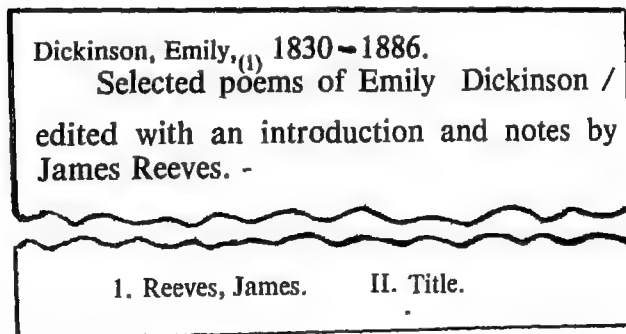 Dickinson, Emily,(1) 1830-1886.
Selected poems of Emily Dickinson /
edited with an introduction and notes by
James Reeves. -
1. Reeves, James. II. Title.